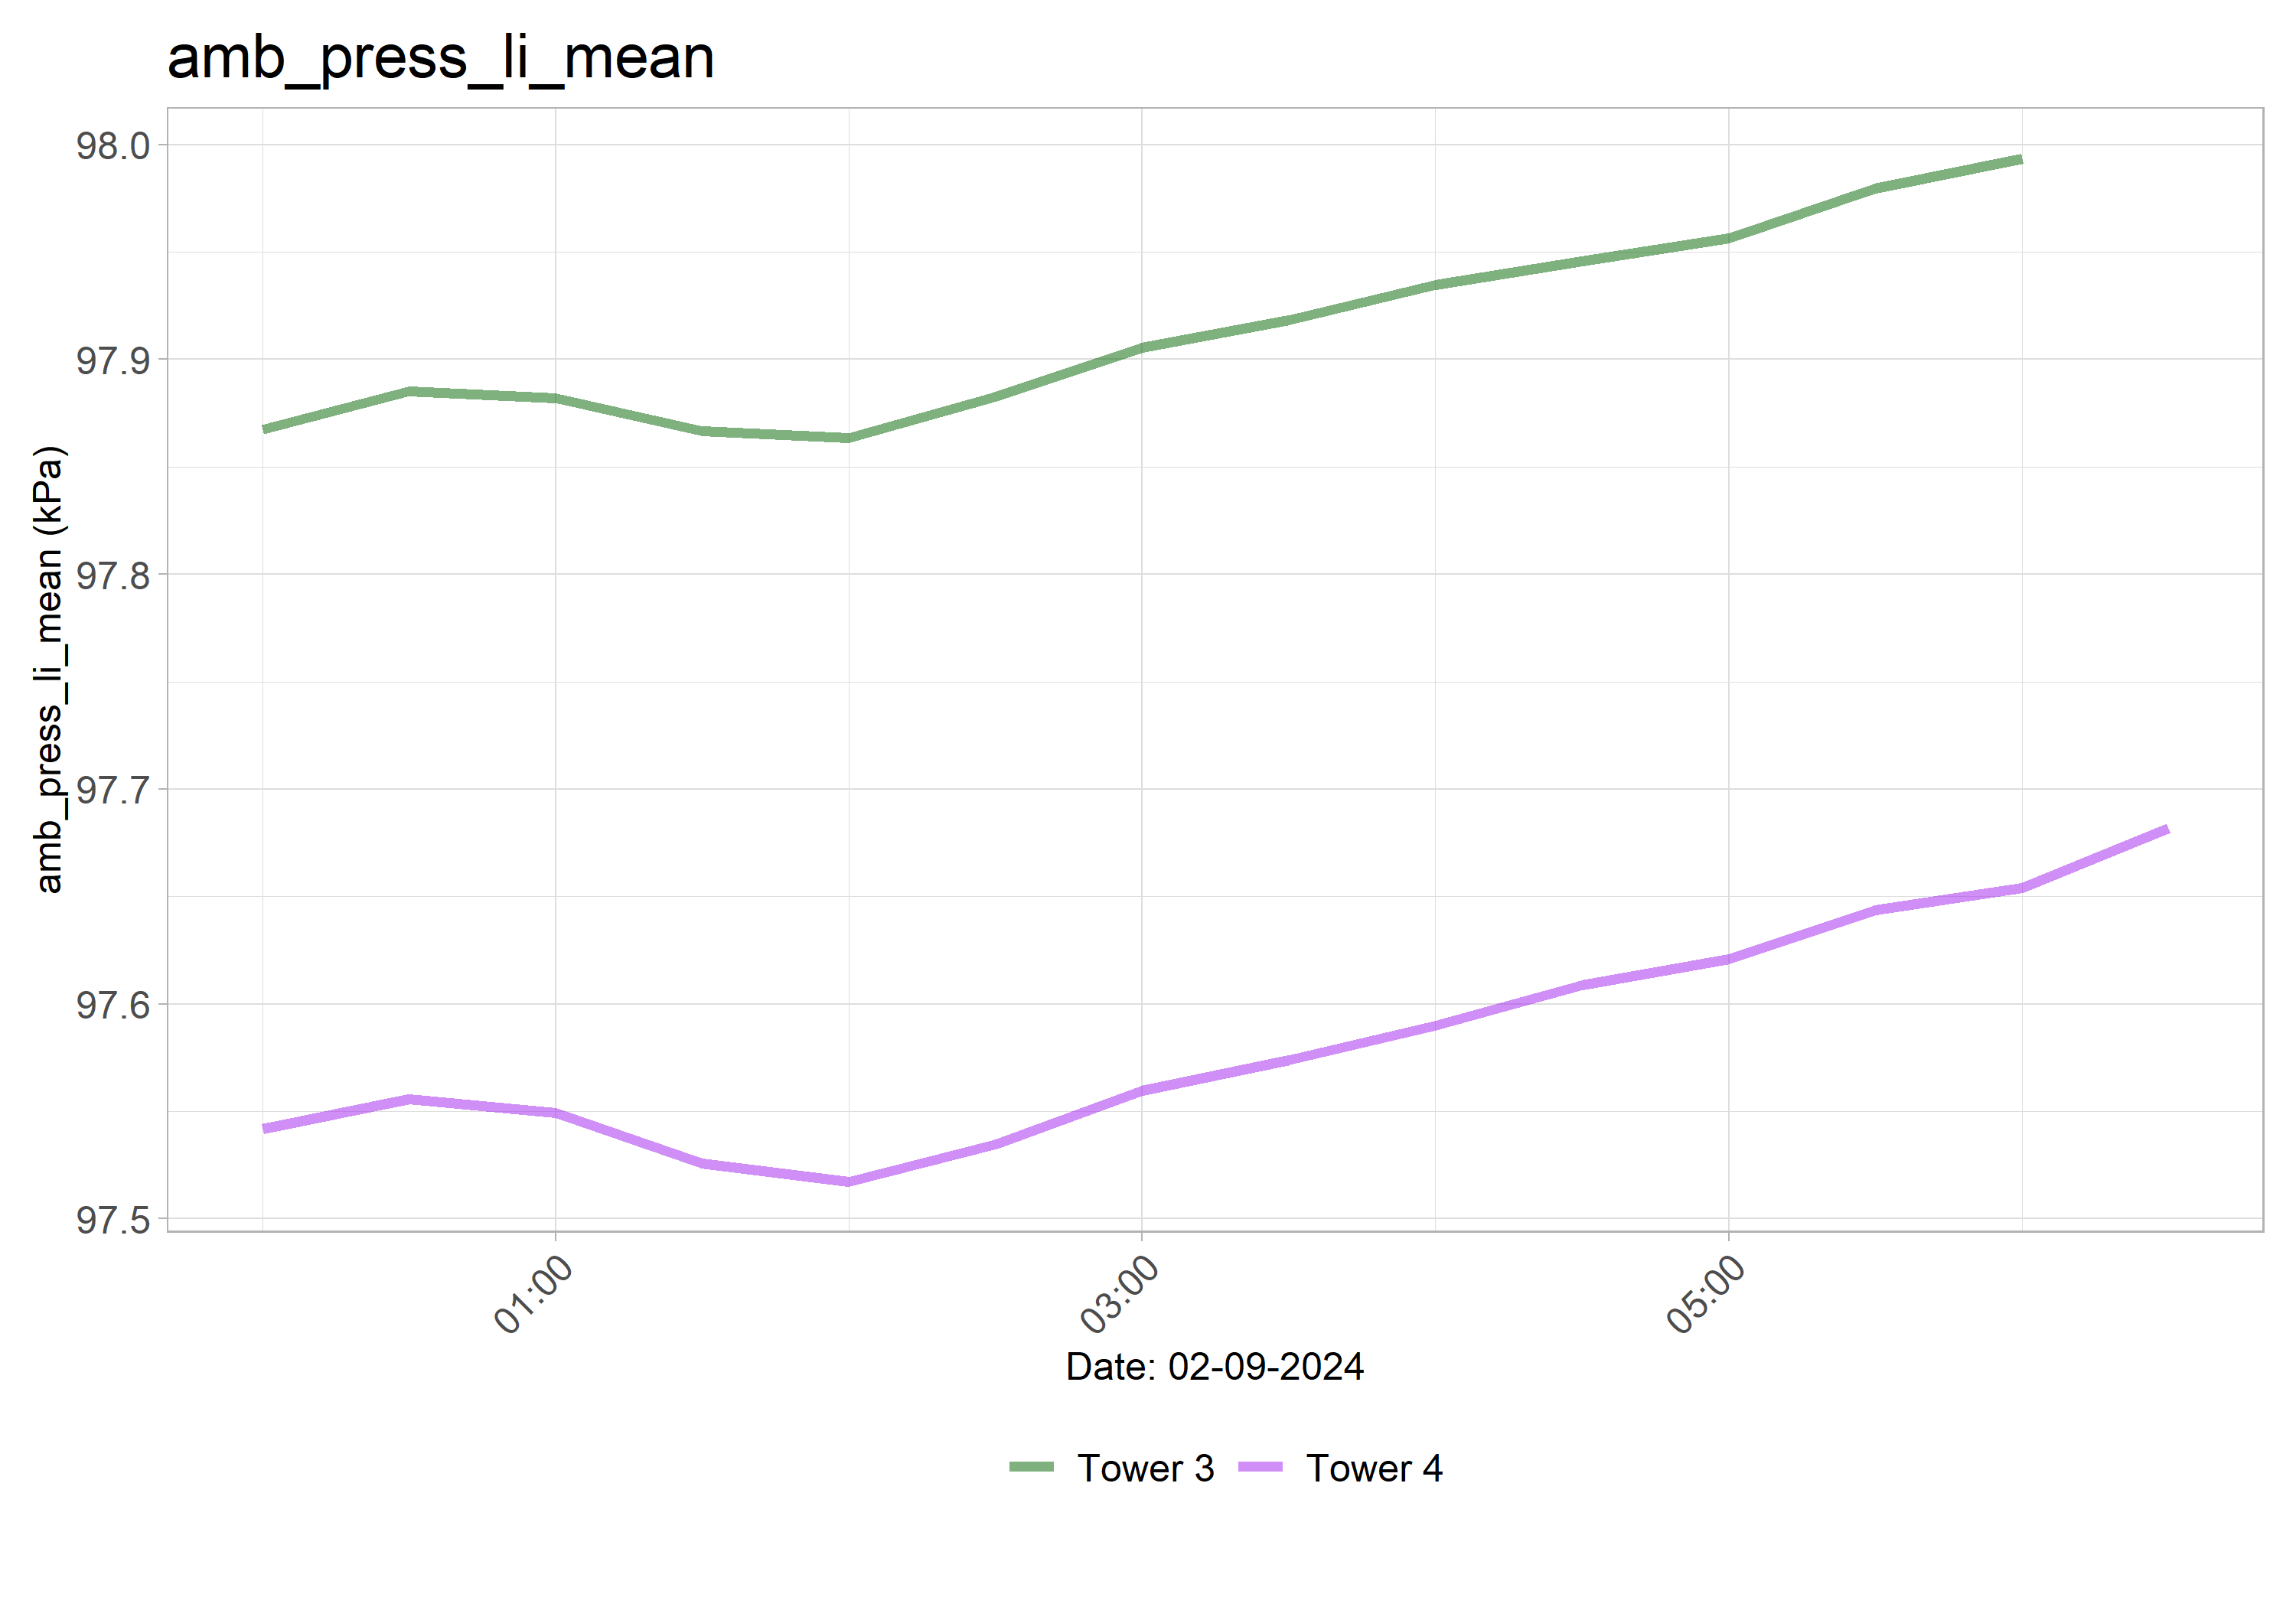 amb_press_li_mean
amb_press_li_mean (kPa)
98.0
97.9
97.8
97.7
97.6
97.5
01:00
03:00
05:00
Date: 02-09-2024
Tower 3
Tower 4